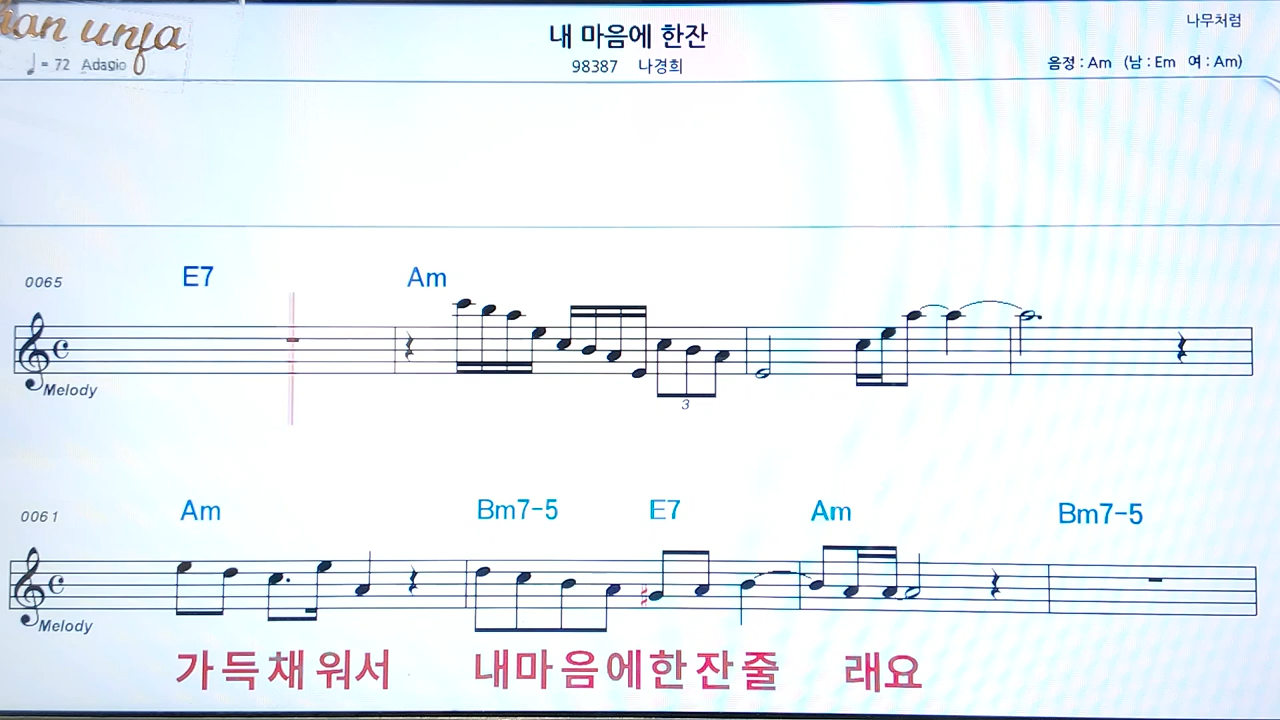 내 마음에 한잔
나무처럼
♩ = 72 Adagio
98387 나경희
음정 : Am (남 : Em 여 : Am)
0065 E7 Am
Melody
3
0061 Am Bm7-5 E7 Am Bm7-5
Melody
가득채워서 내마음에한잔줄 래요